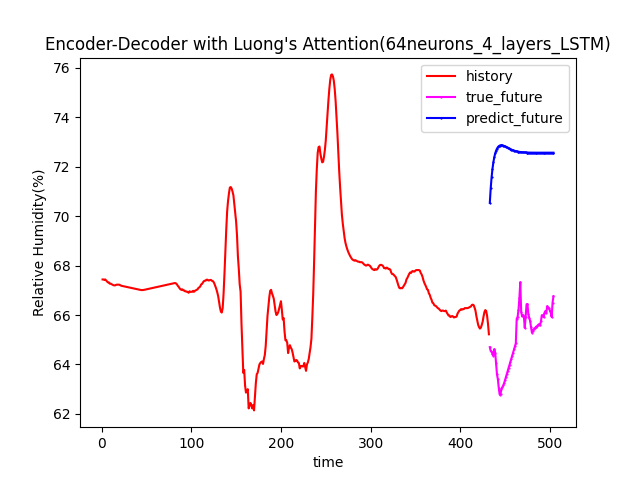 Encoder-Decoder with Luong's Attention(64neurons_4_layers_LSTM)
history
true_future
predict_future
Relative Humidity(%)
76
74
72
70
68
66
64
62
0 100 200 300 400 500
time